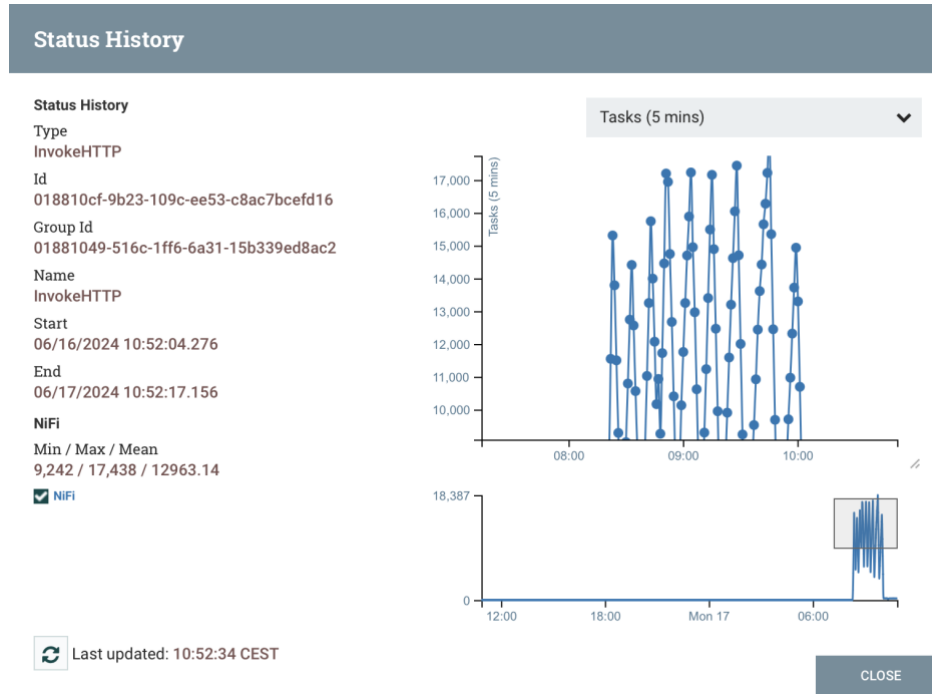 Status History
Status History
Type
InvokeHTTP
Id
018810cf-9b23-109c-ee53-c8ac7bcefd16
Group Id
01881049-516c-1ff6-6a31-15b339ed8ac2
Name
InvokeHTTP
Start
06/16/2024 10:52:04.276
End
06/17/2024 10:52:17.156
NiFi
Min / Max / Mean
9,242 / 17,438 / 12963.14
NiFi
Last updated: 10:52:34 CEST
Tasks (5 mins)
Tasks (5 mins)
17,000
16,000
15,000
14,000
13,000
12,000
11,000
10,000
08:00 09:00 10:00
18,387
0
12:00 18:00 Mon 17 06:00
CLOSE